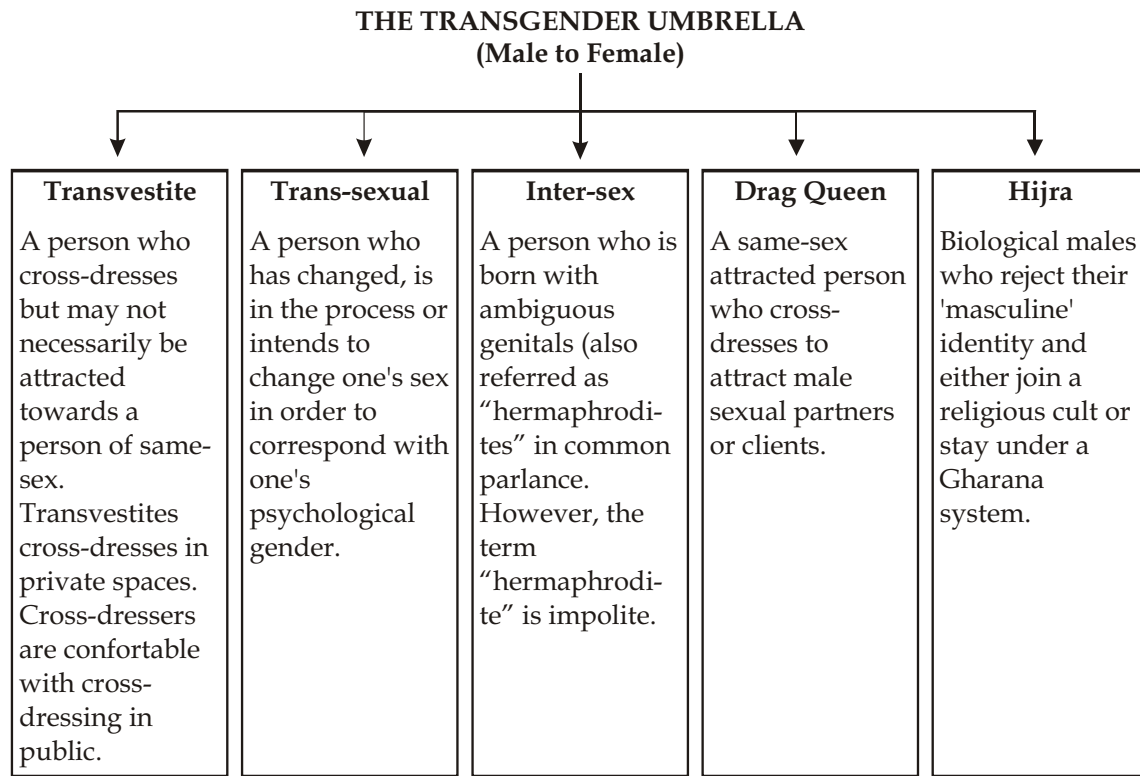 THE TRANSGENDER UMBRELLA
(Male to Female)
Transvestite
A person who
cross-dresses
but may not
necessarily be
attracted
towards a
person of same-
sex.
Transvestites
cross-dresses in
private spaces.
Cross-dressers
are confortable
with cross-
dressing in
public.
Trans-sexual
A person who
has changed, is
in the process or
intends to
change one's sex
in order to
correspond with
one's
psychological
gender.
Inter-sex
A person who is
born with
ambiguous
genitals (also
referred as
“hermaphrodi-
tes” in common
parlance.
However, the
term
“hermaphrodi-
te” is impolite.
Drag Queen
A same-sex
attracted person
who cross-
dresses to
attract male
sexual partners
or clients.
Hijra
Biological males
who reject their
'masculine'
identity and
either join a
religious cult or
stay under a
Gharana
system.